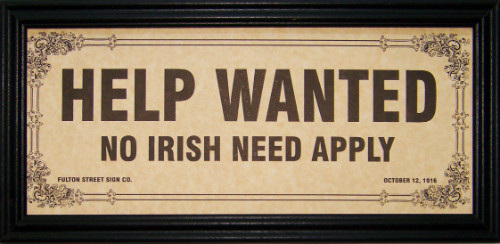 HELP WANTED
NO IRISH NEED APPLY
FULTON STREET SIGN CO.
OCTOBER 12, 1916